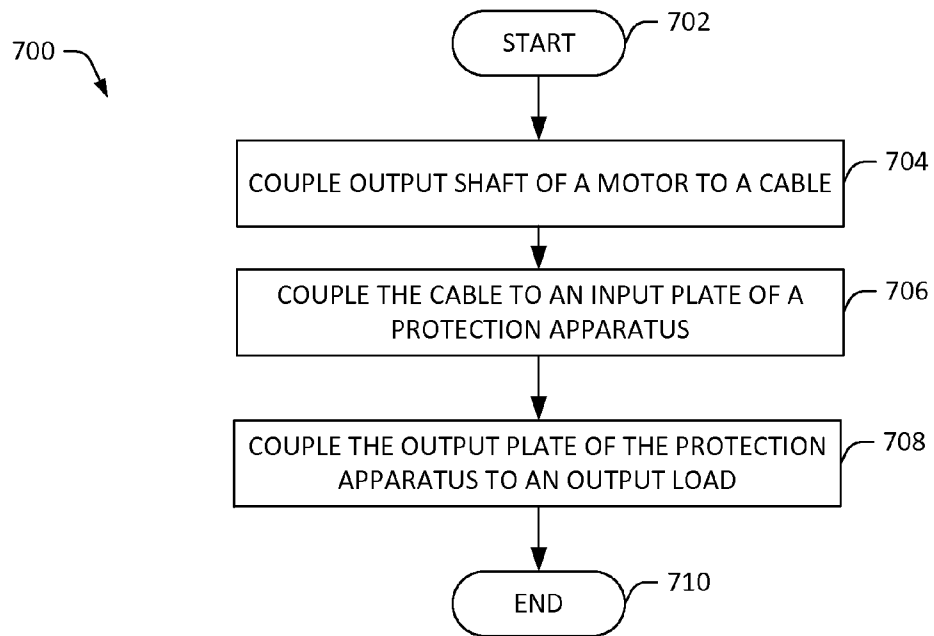 700
START
702
COUPLE OUTPUT SHAFT OF A MOTOR TO A CABLE
704
COUPLE THE CABLE TO AN INPUT PLATE OF A
PROTECTION APPARATUS
706
COUPLE THE OUTPUT PLATE OF THE PROTECTION
APPARATUS TO AN OUTPUT LOAD
708
END
710